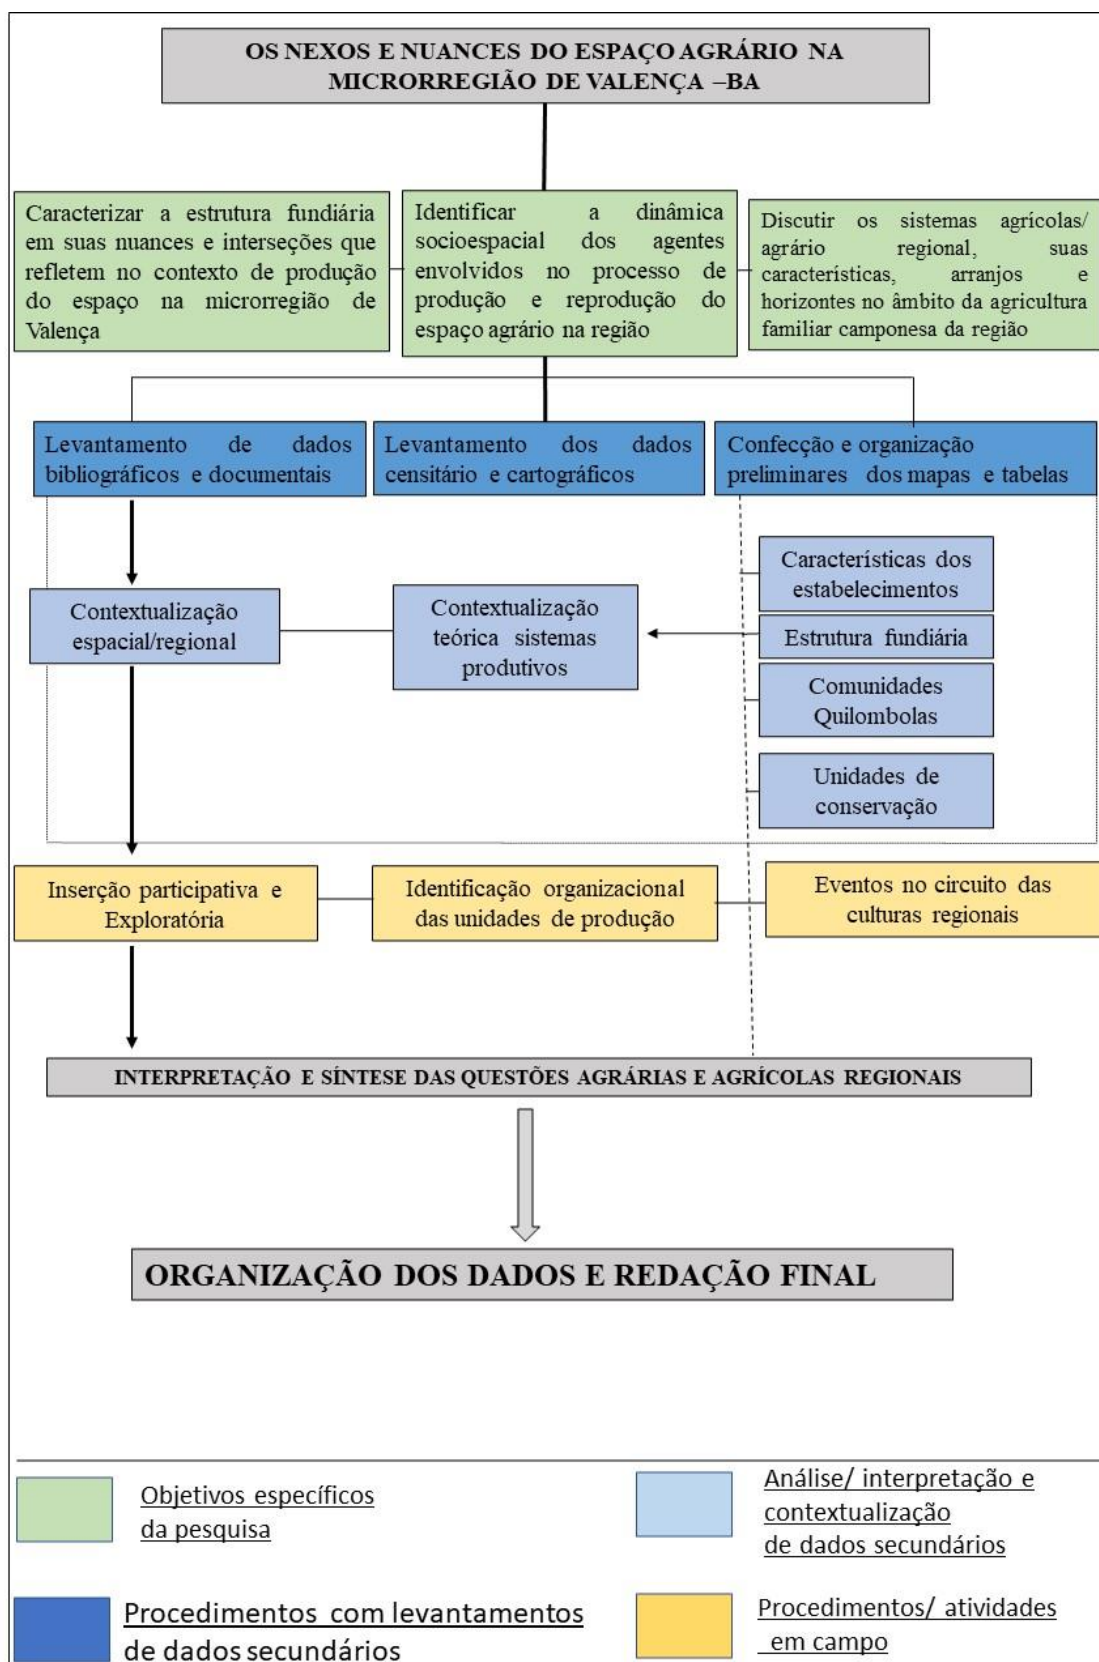 OS NEXOS E NUANCES DO ESPAÇO AGRÁRIO NA
MICRORREGIÃO DE VALENÇA –BA
Caracterizar a estrutura fundiária
em suas nuances e interseções que
refletem no contexto de produção
do espaço na microrregião de
Valença
Identificar a dinâmica
socioespacial dos agentes
envolvidos no processo de
produção e reprodução do
espaço agrário na região
Discutir os sistemas agrícolas/
agrário regional, suas
características, arranjos e
horizontes no âmbito da agricultura
familiar camponesa da região
Levantamento de dados
bibliográficos e documentais
Levantamento dos dados
censitário e cartográficos
Confecção e organização
preliminares dos mapas e tabelas
Contextualização
espacial/regional
Contextualização
teórica sistemas
produtivos
Características dos
estabelecimentos
Estrutura fundiária
Comunidades
Quilombolas
Unidades de
conservação
Inserção participativa e
Exploratória
Identificação organizacional
das unidades de produção
Eventos no circuito das
culturas regionais
INTERPRETAÇÃO E SÍNTESE DAS QUESTÕES AGRÁRIAS E AGRÍCOLAS REGIONAIS
ORGANIZAÇÃO DOS DADOS E REDAÇÃO FINAL
Objetivos específicos
da pesquisa
Análise/ interpretação e
contextualização
de dados secundários
Procedimentos com levantamentos
de dados secundários
Procedimentos/ atividades
em campo